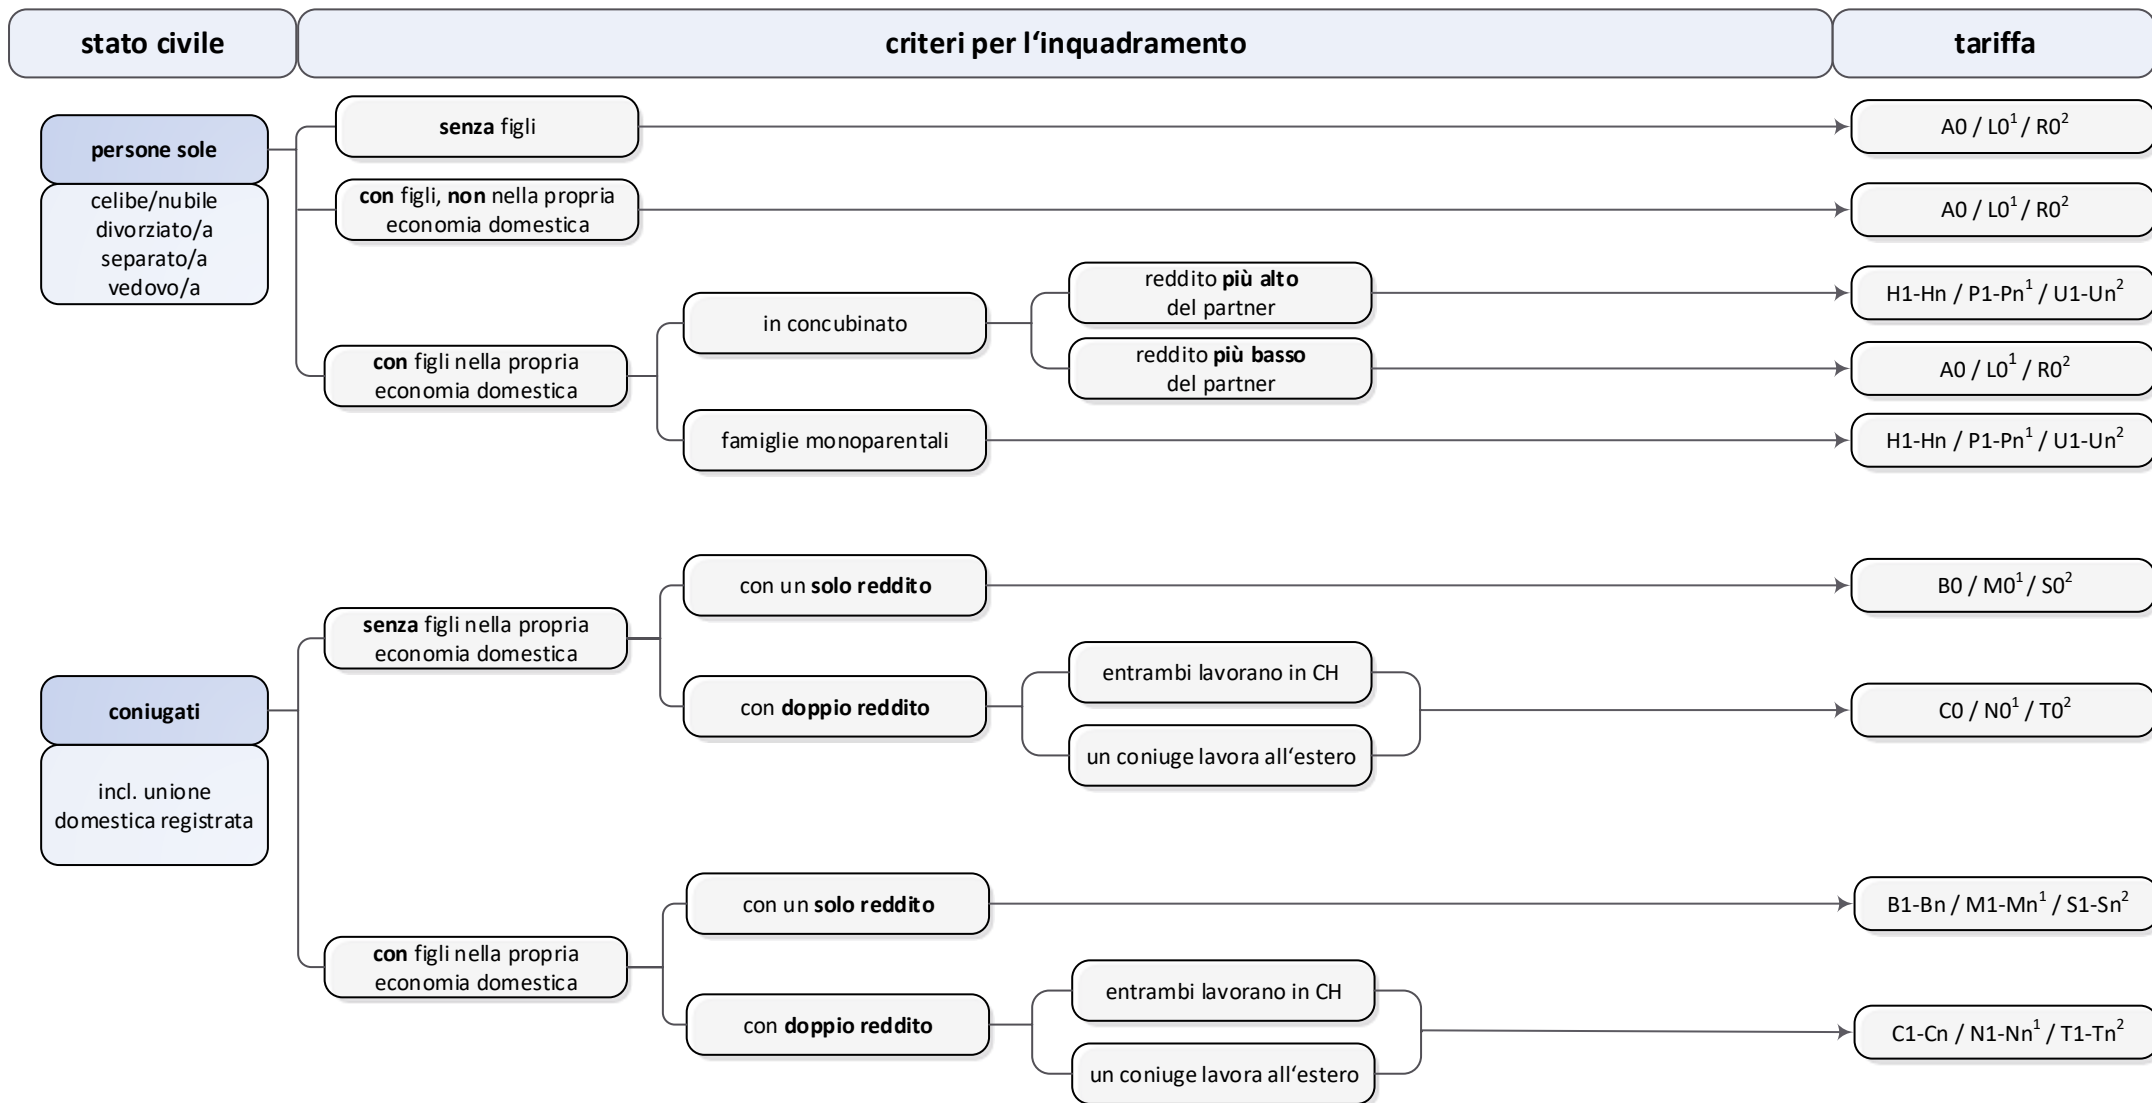 stato civile
criteri per l‘inquadramento
tariffa
persone sole
celibe/nubile
divorziato/a
separato/a
vedovo/a
senza figli
A0 / L0¹ / R0²
con figli, non nella propria
economia domestica
A0 / L0¹ / R0²
con figli nella propria
economia domestica
in concubinato
reddito più alto
del partner
H1-Hn / P1-Pn¹ / U1-Un²
reddito più basso
del partner
A0 / L0¹ / R0²
famiglie monoparentali
H1-Hn / P1-Pn¹ / U1-Un²
coniugati
incl. unione
domestica registrata
senza figli nella propria
economia domestica
con un solo reddito
B0 / M0¹ / S0²
con doppio reddito
entrambi lavorano in CH
un coniuge lavora all‘estero
C0 / N0¹ / T0²
con figli nella propria
economia domestica
con un solo reddito
B1-Bn / M1-Mn¹ / S1-Sn²
con doppio reddito
entrambi lavorano in CH
un coniuge lavora all‘estero
C1-Cn / N1-Nn¹ / T1-Tn²